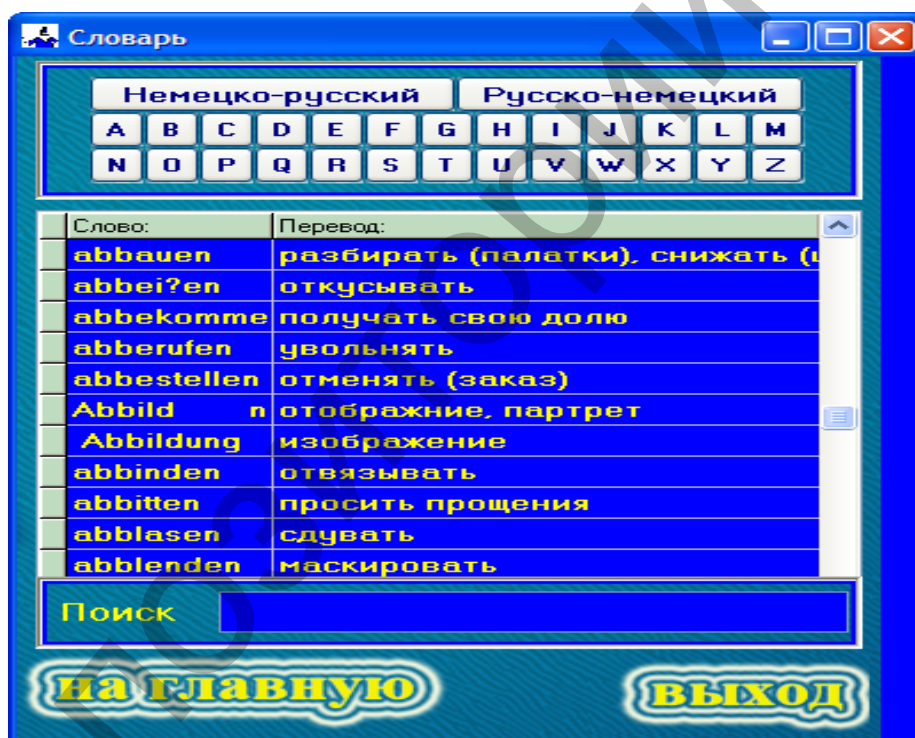 Словарь
Немецко-русский Русско-немецкий
A B C D E F G H I J K L M
N O P Q R S T U V W X Y Z
Слово: Перевод:
abbauen разбирать (палатки), снижать (ц
abbei?en откусывать
abbekomme получать свою долю
abberufen увольнять
abbestellen отменять (заказ)
Abbild n отображние, партрет
Abbildung изображение
abbinden отвязывать
abbitten просить прощения
abblasen сдувать
abblenden маскировать
Поиск
на главную выход